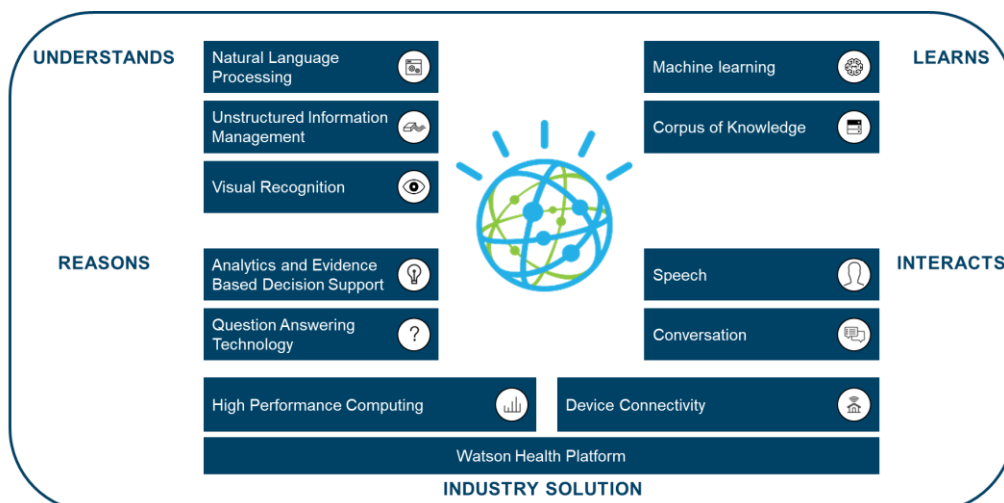 UNDERSTANDS
Natural Language
Processing
Unstructured Information
Management
Visual Recognition
Machine learning
Corpus of Knowledge
LEARNS
REASONS
Analytics and Evidence
Based Decision Support
Question Answering
Technology
?
Speech
Conversation
INTERACTS
High Performance Computing
Device Connectivity
Watson Health Platform
INDUSTRY SOLUTION